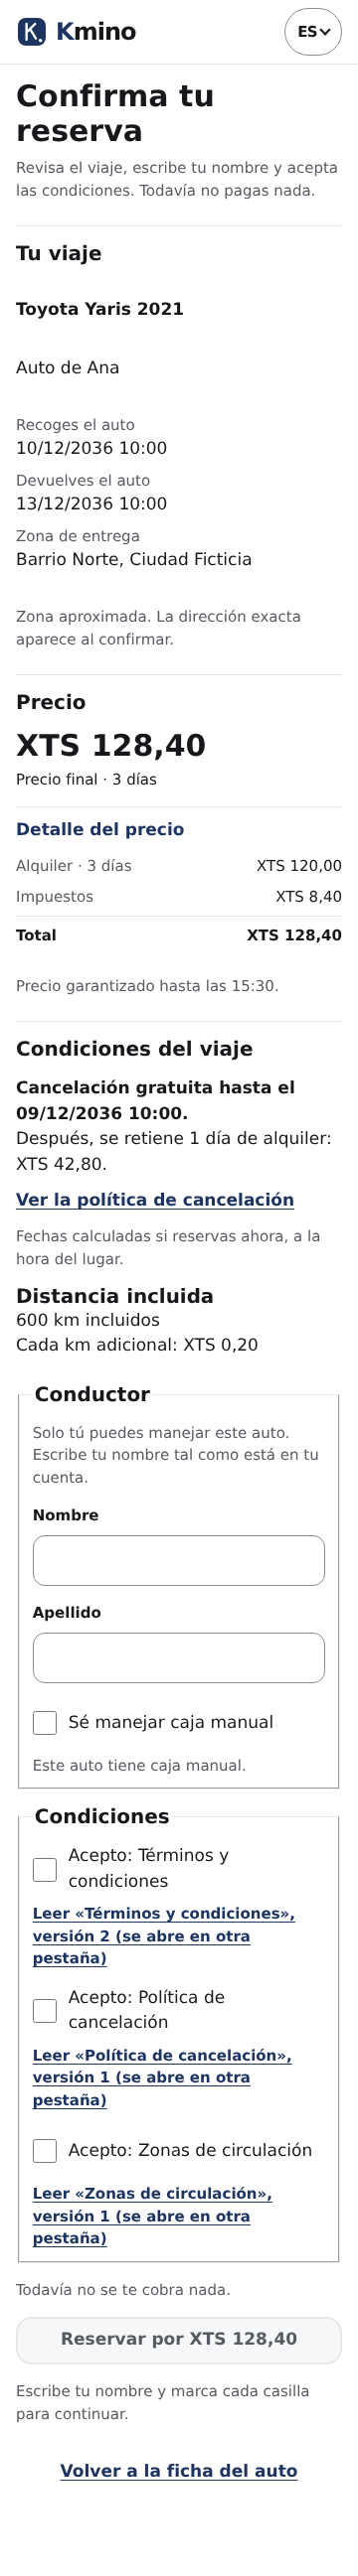 K Kmino
ES
Confirma tu
reserva
Revisa el viaje, escribe tu nombre y acepta
las condiciones. Todavía no pagas nada.
Tu viaje
Toyota Yaris 2021
Auto de Ana
Recoges el auto
10/12/2036 10:00
Devuelves el auto
13/12/2036 10:00
Zona de entrega
Barrio Norte, Ciudad Ficticia
Zona aproximada. La dirección exacta
aparece al confirmar.
Precio
XTS 128,40
Precio final · 3 días
Detalle del precio
Alquiler · 3 días XTS 120,00
Impuestos XTS 8,40
Total XTS 128,40
Precio garantizado hasta las 15:30.
Condiciones del viaje
Cancelación gratuita hasta el
09/12/2036 10:00.
Después, se retiene 1 día de alquiler:
XTS 42,80.
Ver la política de cancelación
Fechas calculadas si reservas ahora, a la
hora del lugar.
Distancia incluida
600 km incluidos
Cada km adicional: XTS 0,20
Conductor
Solo tú puedes manejar este auto.
Escribe tu nombre tal como está en tu
cuenta.
Nombre
Apellido
Sé manejar caja manual
Este auto tiene caja manual.
Condiciones
Acepto: Términos y
condiciones
Leer «Términos y condiciones»,
versión 2 (se abre en otra
pestaña)
Acepto: Política de
cancelación
Leer «Política de cancelación»,
versión 1 (se abre en otra
pestaña)
Acepto: Zonas de circulación
Leer «Zonas de circulación»,
versión 1 (se abre en otra
pestaña)
Todavía no se te cobra nada.
Reservar por XTS 128,40
Escribe tu nombre y marca cada casilla
para continuar.
Volver a la ficha del auto